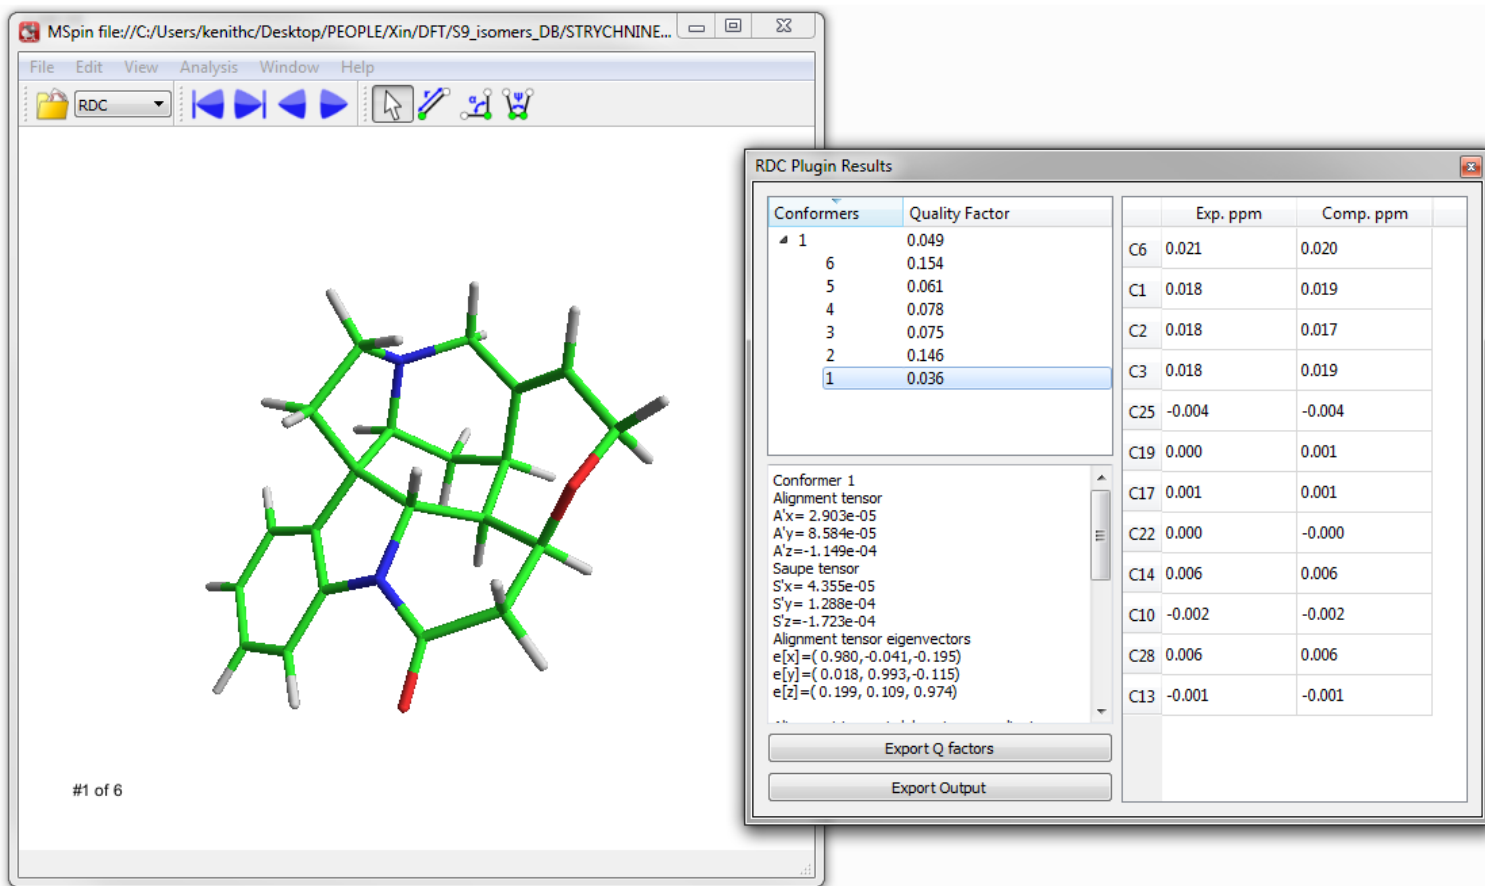 MSpin file://C:/Users/kenithc/Desktop/PEOPLE/Xin/DFT/S9_isomers_DB/STRYCHNINE...
File Edit View Analysis Window Help
RDC
#1 of 6
RDC Plugin Results
Conformers Quality Factor
1 0.049
6 0.154
5 0.061
4 0.078
3 0.075
2 0.146
1 0.036
Conformer 1
Alignment tensor
A'x= 2.903e-05
A'y= 8.584e-05
A'z=-1.149e-04
Saupe tensor
S'x= 4.355e-05
S'y= 1.288e-04
S'z=-1.723e-04
Alignment tensor eigenvectors
e[x]=( 0.980,-0.041,-0.195)
e[y]=( 0.018, 0.993,-0.115)
e[z]=( 0.199, 0.109, 0.974)
Export Q factors
Export Output
Exp. ppm Comp. ppm
C6 0.021 0.020
C1 0.018 0.019
C2 0.018 0.017
C3 0.018 0.019
C25 -0.004 -0.004
C19 0.000 0.001
C17 0.001 0.001
C22 0.000 -0.000
C14 0.006 0.006
C10 -0.002 -0.002
C28 0.006 0.006
C13 -0.001 -0.001